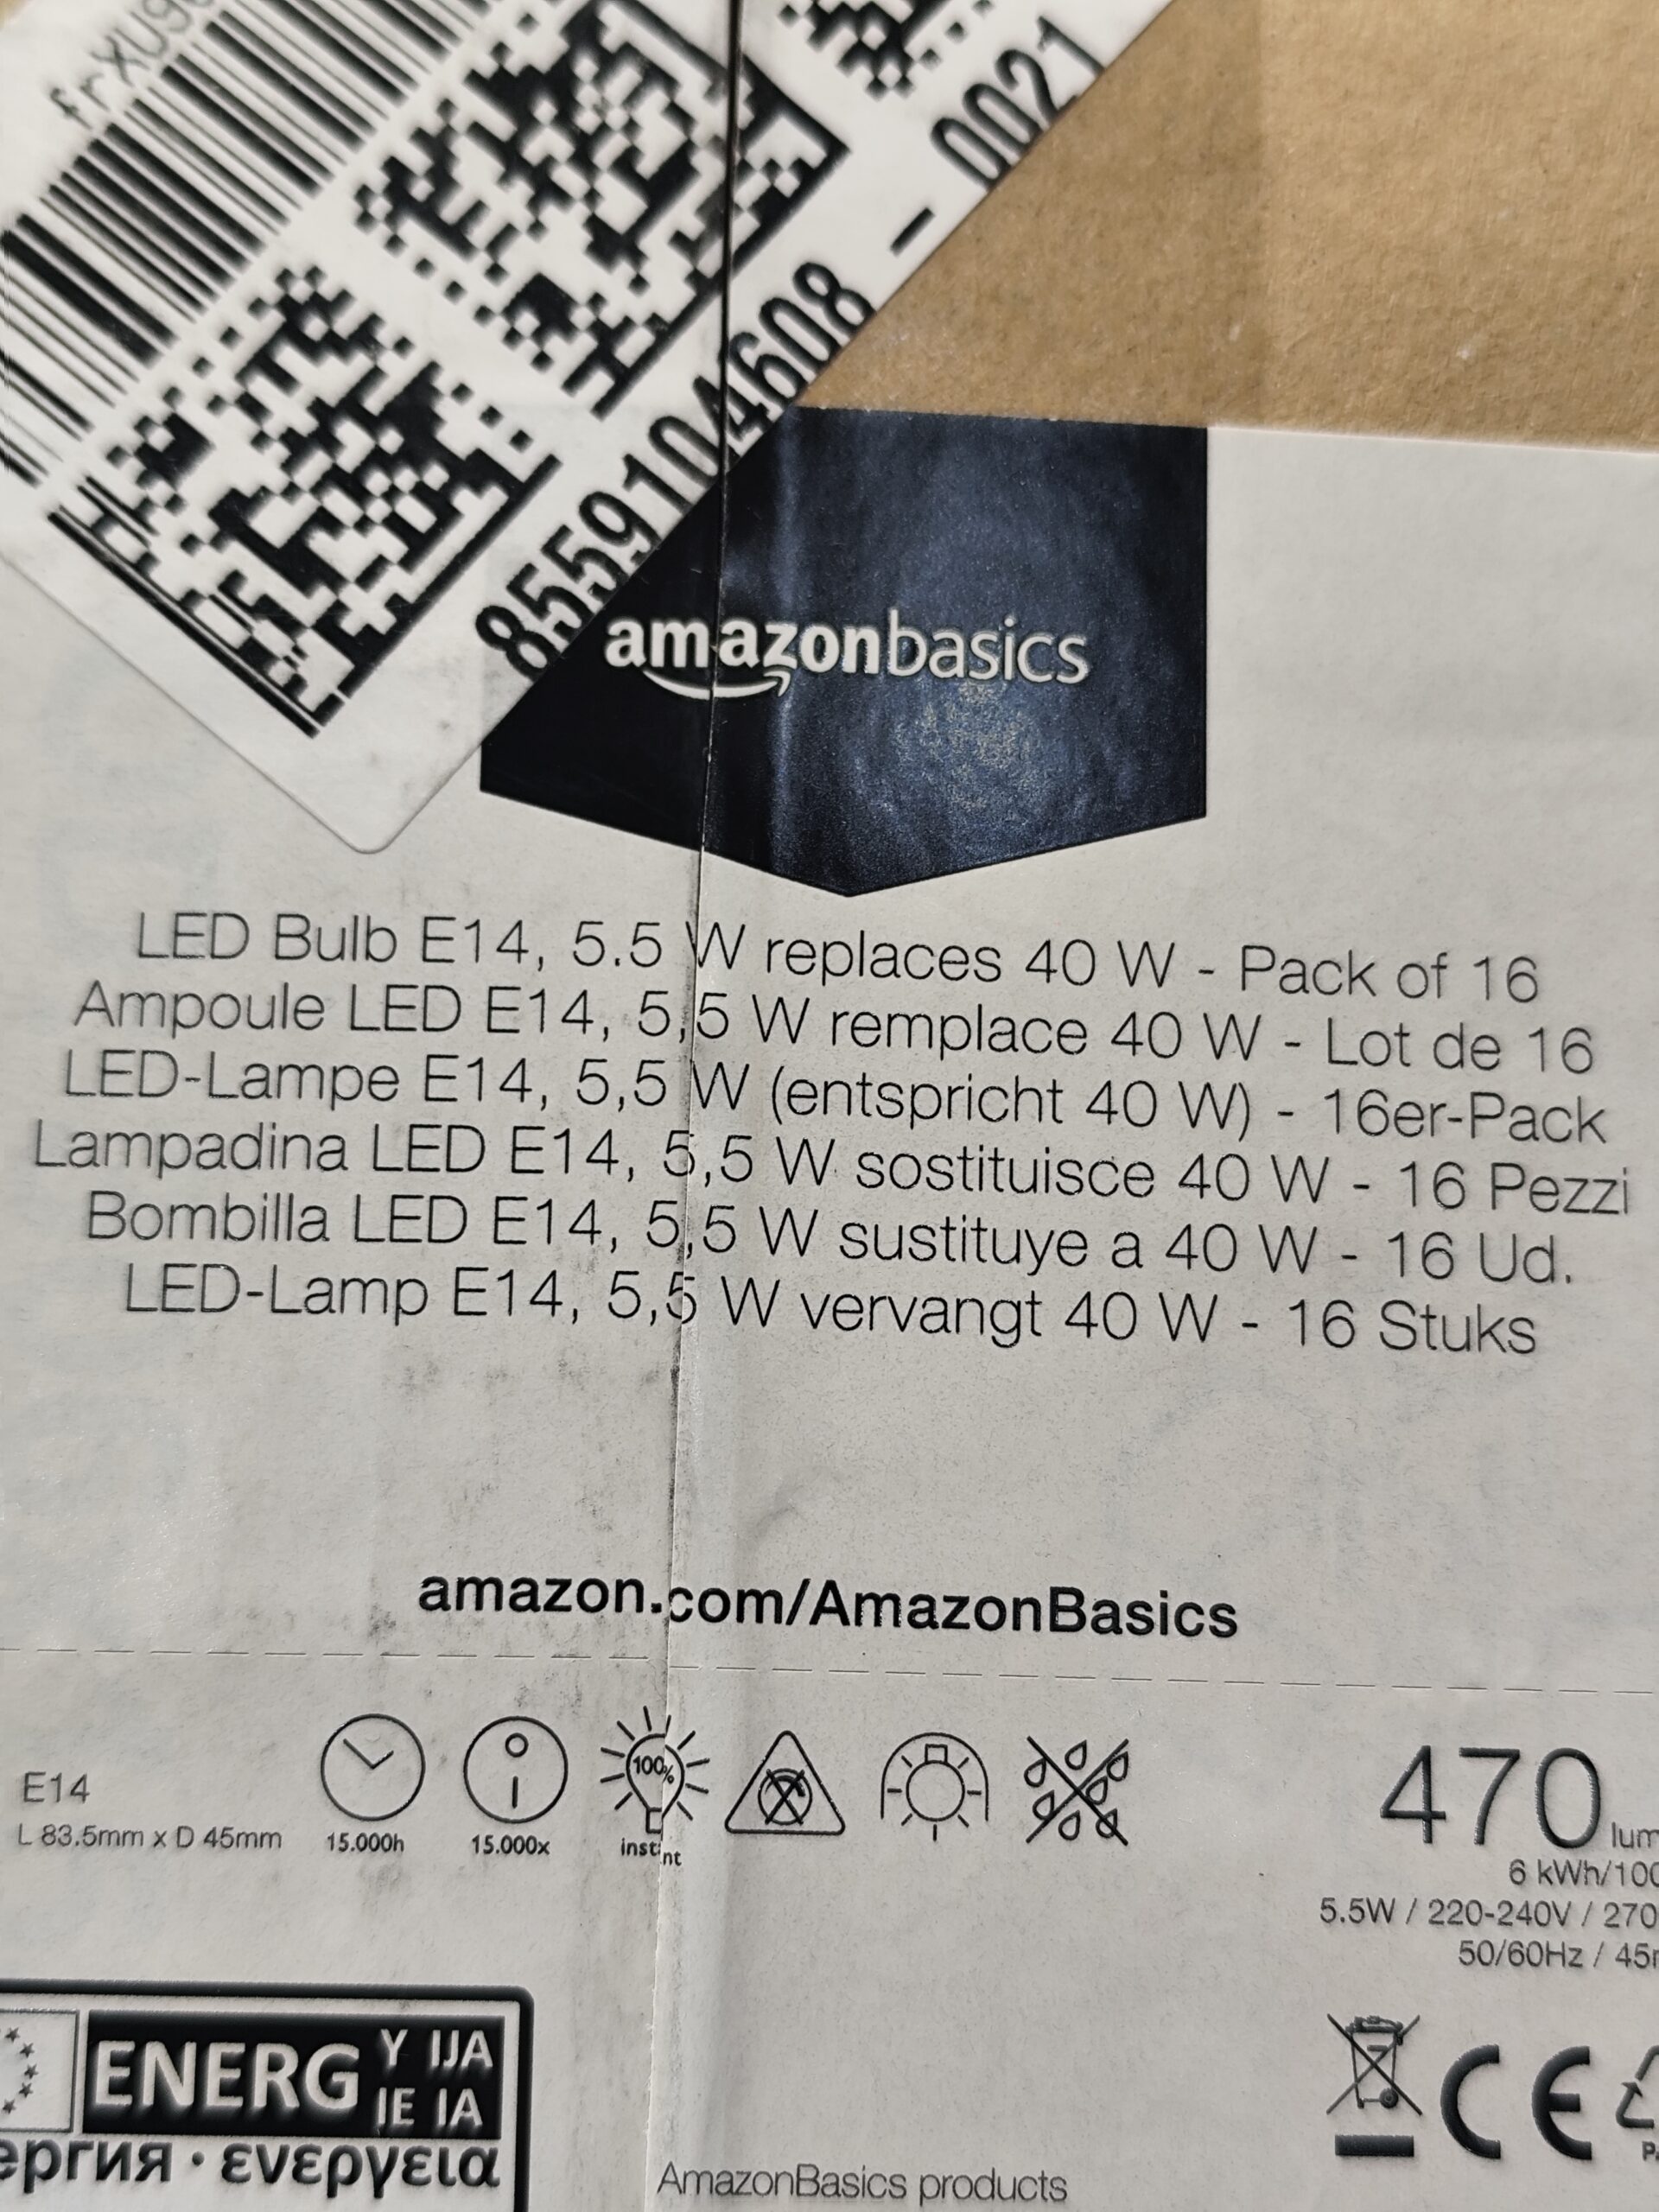 8559104608 - 0021
amazonbasics
LED Bulb E14, 5.5 W replaces 40 W - Pack of 16
Ampoule LED E14, 5,5 W remplace 40 W - Lot de 16
LED-Lampe E14, 5,5 W (entspricht 40 W) - 16er-Pack
Lampadina LED E14, 5,5 W sostituisce 40 W - 16 Pezzi
Bombilla LED E14, 5,5 W sustituye a 40 W - 16 Ud.
LED-Lamp E14, 5,5 W vervangt 40 W - 16 Stuks
amazon.com/AmazonBasics
E14
L 83.5mm x D 45mm
15.000h
15.000x
100%
instant
470
6 kWh/100
5.5W / 220-240V / 270
50/60Hz / 45
ENERG Y IJA
IE IA
ергия · ενεργεια
CE
AmazonBasics products